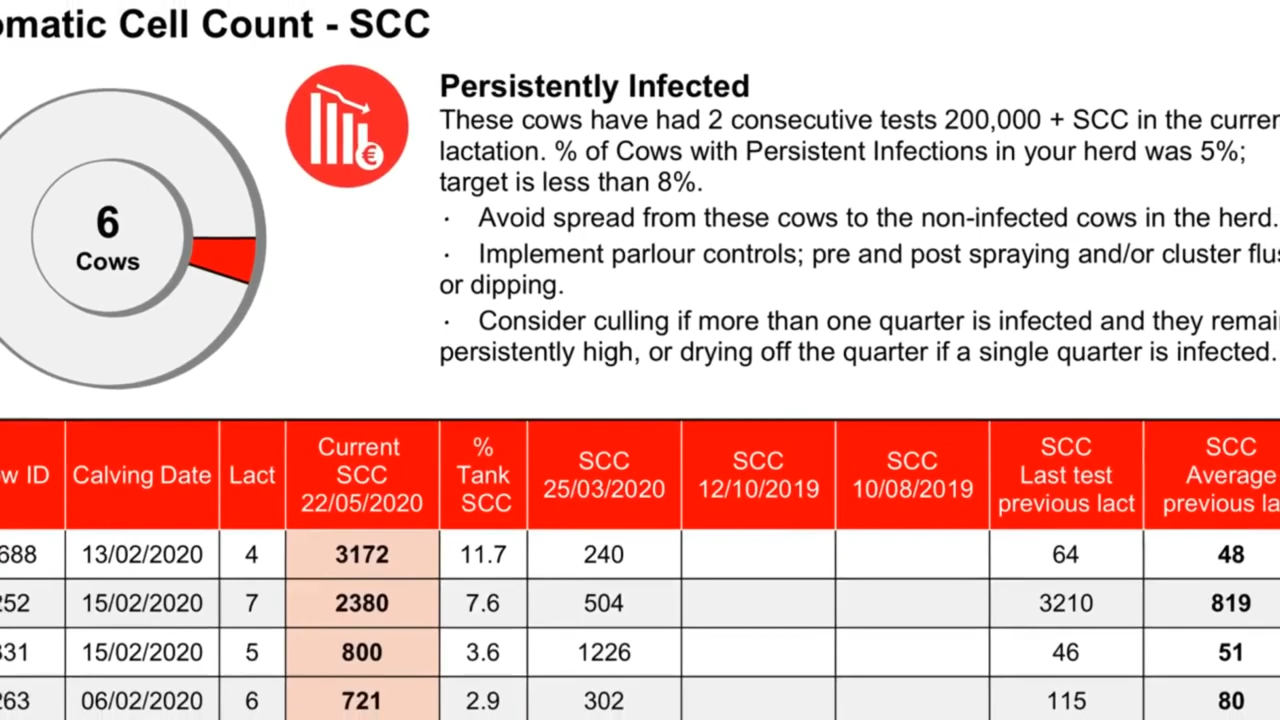 omatic Cell Count - SCC
6
Cows
€
Persistently Infected
These cows have had 2 consecutive tests 200,000 + SCC in the curren
lactation. % of Cows with Persistent Infections in your herd was 5%;
target is less than 8%.
· Avoid spread from these cows to the non-infected cows in the herd.
· Implement parlour controls; pre and post spraying and/or cluster flus
or dipping.
· Consider culling if more than one quarter is infected and they remai
persistently high, or drying off the quarter if a single quarter is infected.
w ID Calving Date Lact Current SCC 22/05/2020 % Tank SCC SCC 25/03/2020 SCC 12/10/2019 SCC 10/08/2019 SCC Last test previous lact SCC Average previous la
688 13/02/2020 4 3172 11.7 240 64 48
252 15/02/2020 7 2380 7.6 504 3210 819
331 15/02/2020 5 800 3.6 1226 46 51
263 06/02/2020 6 721 2.9 302 115 80